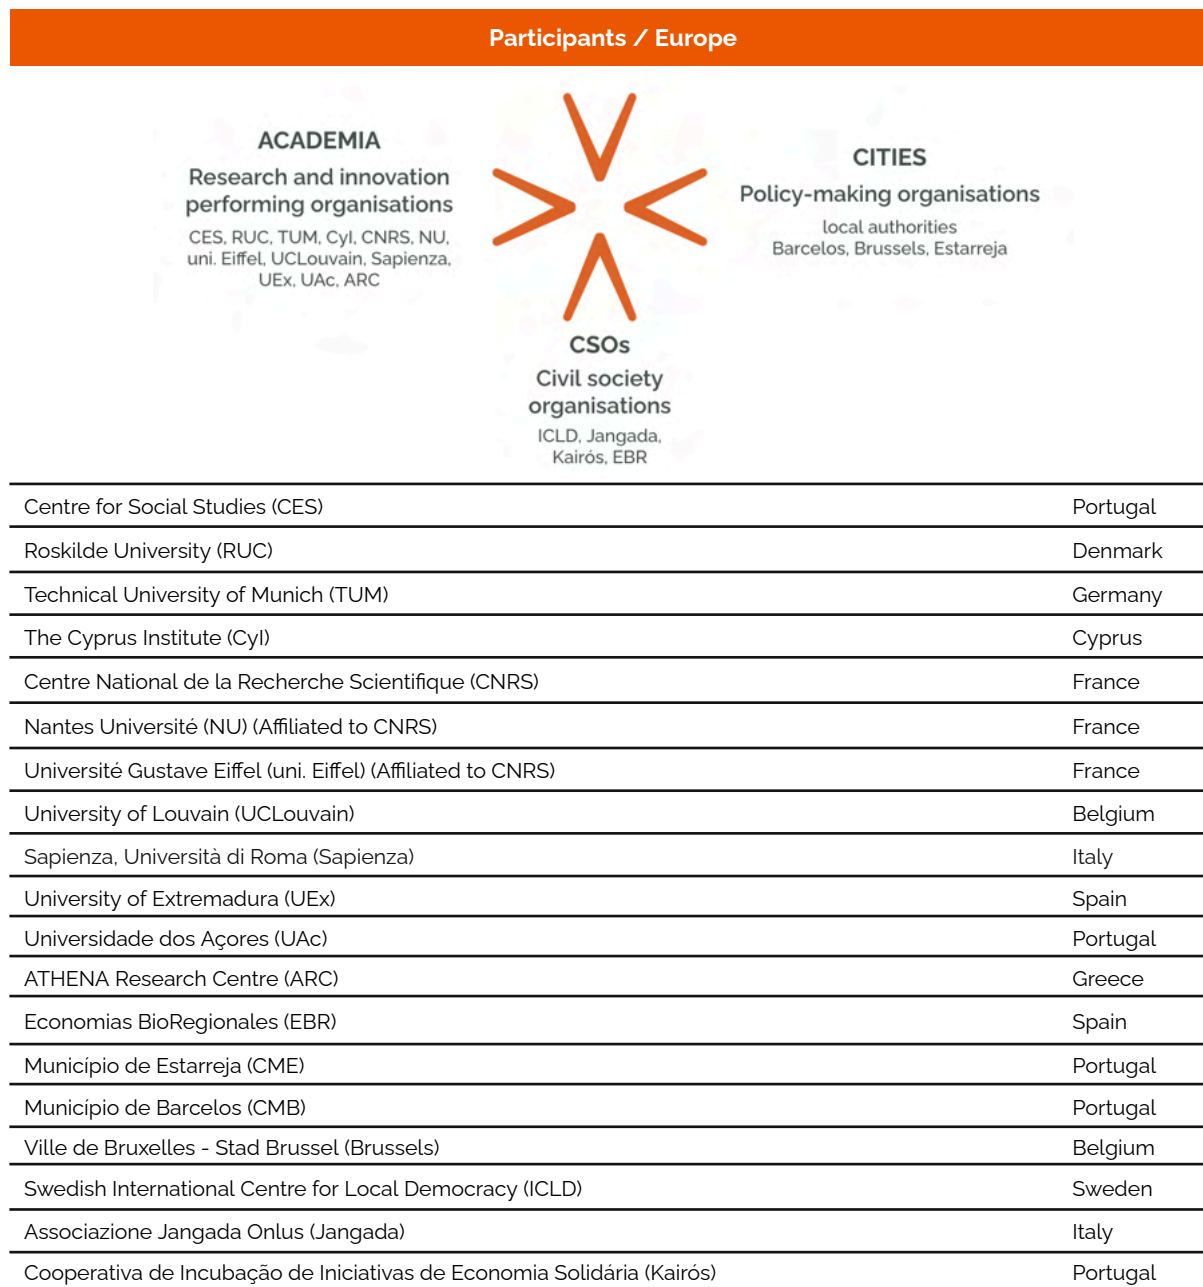 Participants / Europe
ACADEMIA
Research and innovation
performing organisations
CES, RUC, TUM, CyI, CNRS, NU,
uni. Eiffel, UCLouvain, Sapienza,
UEx, UAc, ARC
CITIES
Policy-making organisations
local authorities
Barcelos, Brussels, Estarreja
CSOs
Civil society
organisations
ICLD, Jangada,
Kairós, EBR
Centre for Social Studies (CES) Portugal
Roskilde University (RUC) Denmark
Technical University of Munich (TUM) Germany
The Cyprus Institute (CyI) Cyprus
Centre National de la Recherche Scientifique (CNRS) France
Nantes Université (NU) (Affiliated to CNRS) France
Université Gustave Eiffel (uni. Eiffel) (Affiliated to CNRS) France
University of Louvain (UCLouvain) Belgium
Sapienza, Università di Roma (Sapienza) Italy
University of Extremadura (UEx) Spain
Universidade dos Açores (UAc) Portugal
ATHENA Research Centre (ARC) Greece
Economias BioRegionales (EBR) Spain
Município de Estarreja (CME) Portugal
Município de Barcelos (CMB) Portugal
Ville de Bruxelles - Stad Brussel (Brussels) Belgium
Swedish International Centre for Local Democracy (ICLD) Sweden
Associazione Jangada Onlus (Jangada) Italy
Cooperativa de Incubação de Iniciativas de Economia Solidária (Kairós) Portugal